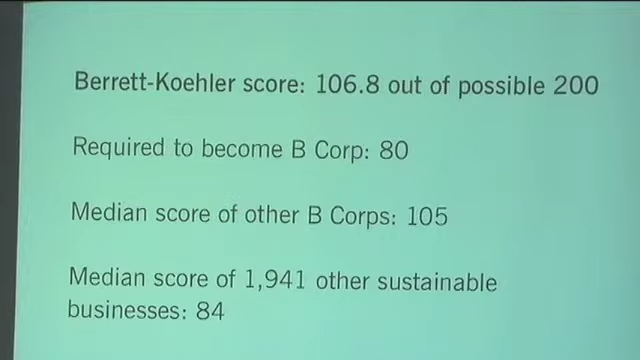 Berrett-Koehler score: 106.8 out of possible 200
Required to become B Corp: 80
Median score of other B Corps: 105
Median score of 1,941 other sustainable
businesses: 84